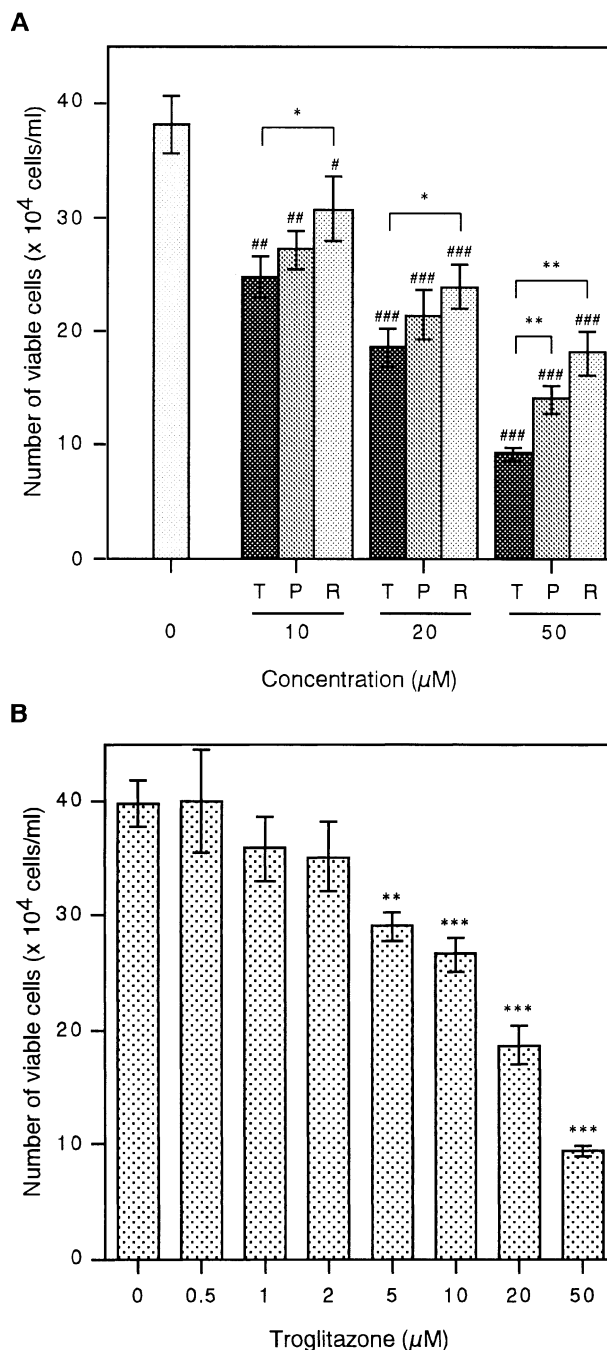 A
Number of viable cells (x 10⁴ cells/ml)
40
30
20
10
0
*
#
## ##
*
###
###
###
**
**
###
###
###
T P R T P R T P R
0 10 20 50
Concentration (µM)
B
Number of viable cells (x 10⁴ cells/ml)
40
30
20
10
0
**
***
***
***
0 0.5 1 2 5 10 20 50
Troglitazone (µM)